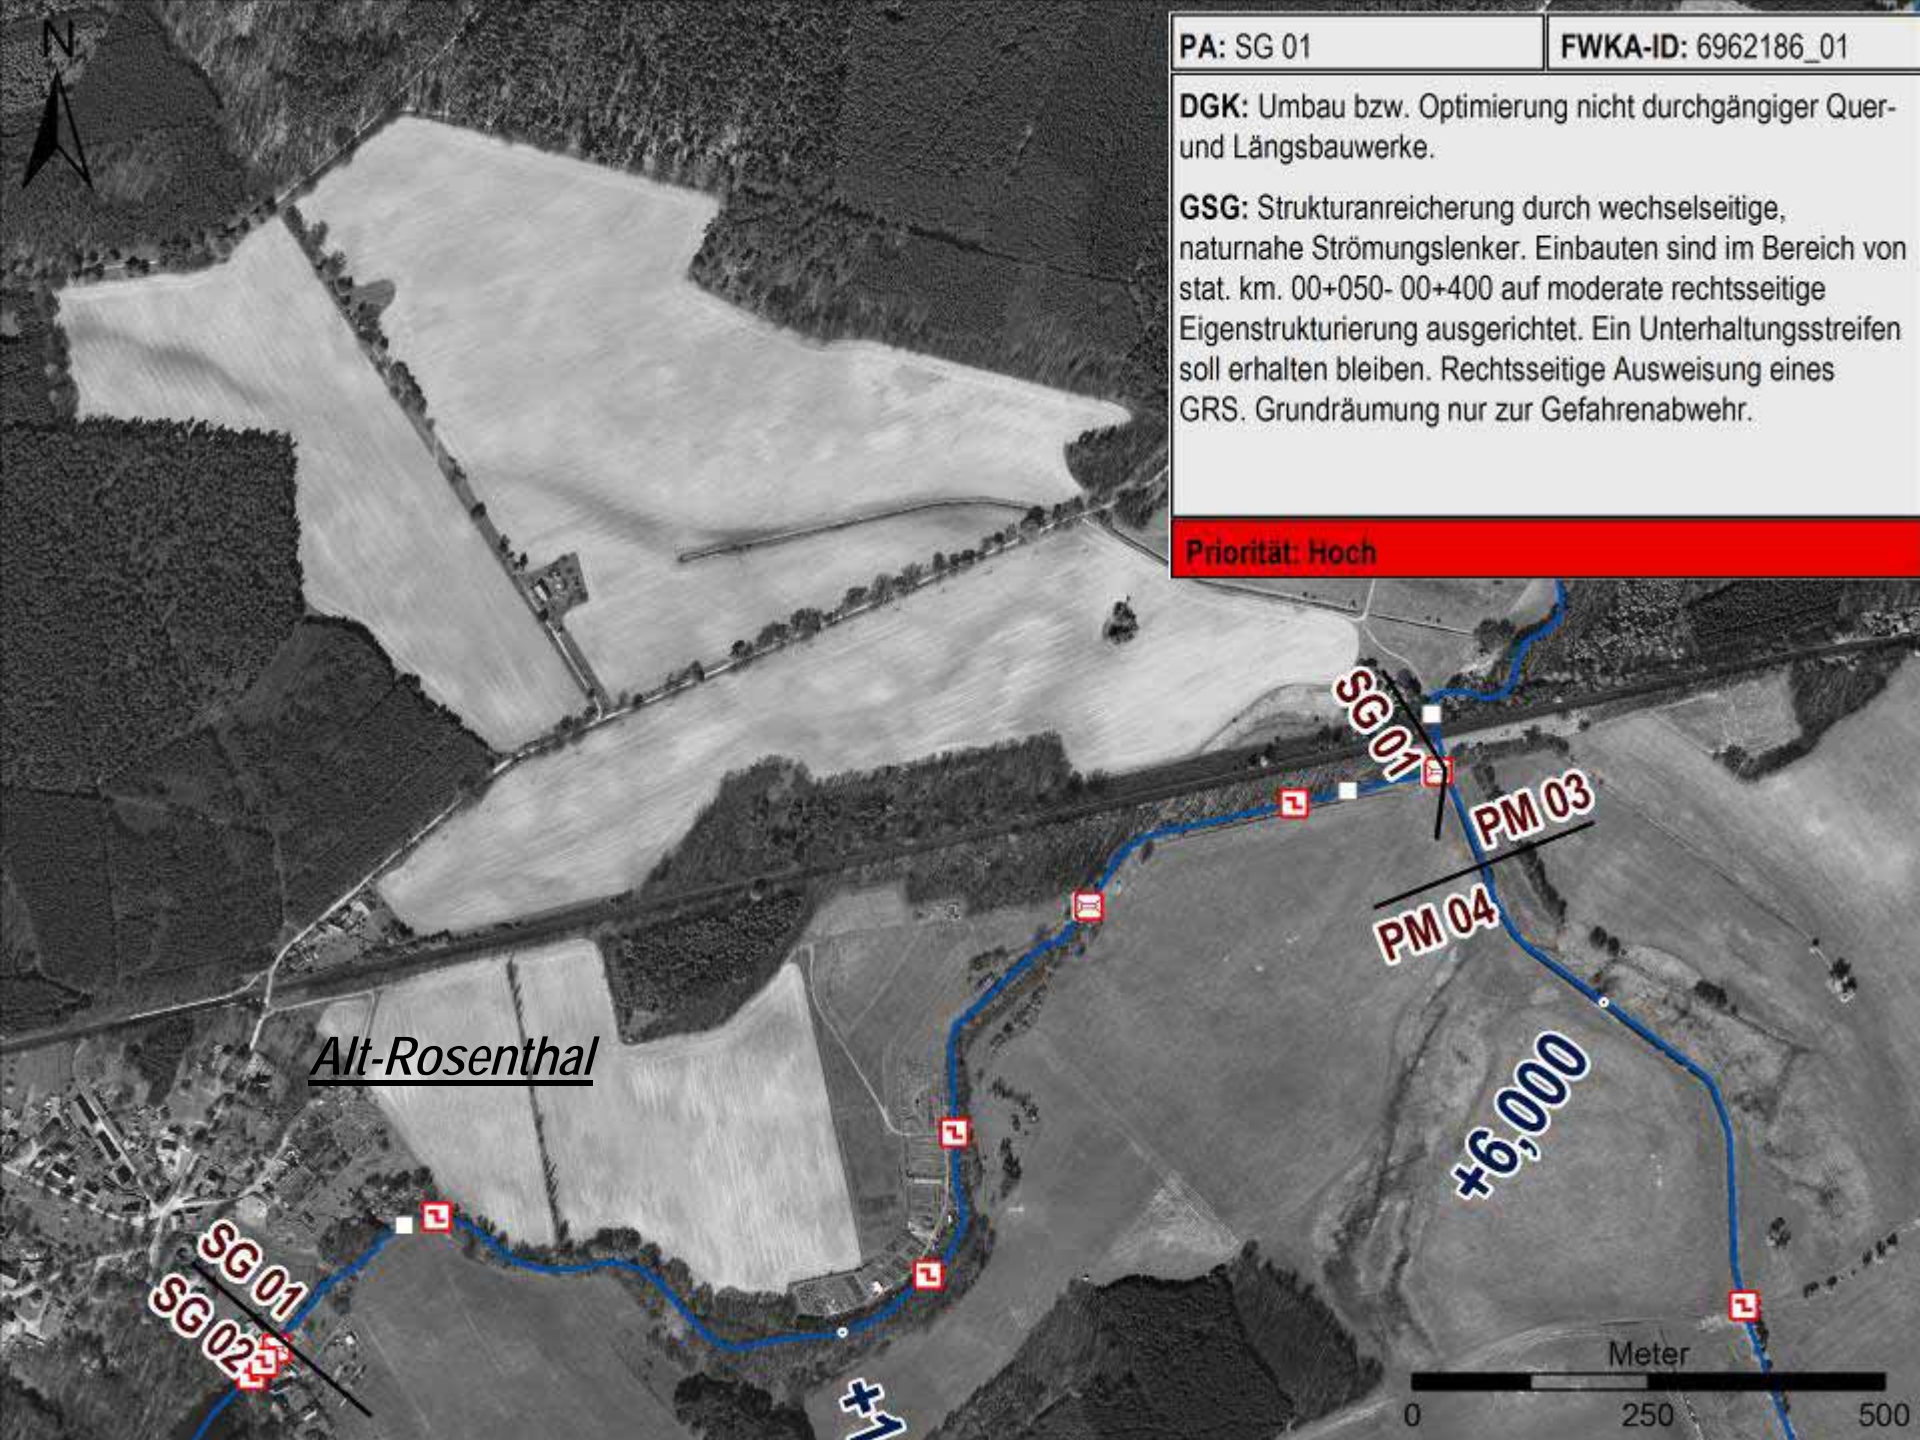 N
PA: SG 01
FWKA-ID: 6962186_01
DGK: Umbau bzw. Optimierung nicht durchgängiger Quer-
und Längsbauwerke.
GSG: Strukturanreicherung durch wechselseitige,
naturnahe Strömungslenker. Einbauten sind im Bereich von
stat. km. 00+050- 00+400 auf moderate rechtsseitige
Eigenstrukturierung ausgerichtet. Ein Unterhaltungsstreifen
soll erhalten bleiben. Rechtsseitige Ausweisung eines
GRS. Grundräumung nur zur Gefahrenabwehr.
Priorität: Hoch
SG 01
PM 03
PM 04
Alt-Rosenthal
+6,000
SG 01
SG 02
+1
Meter
0 250 500